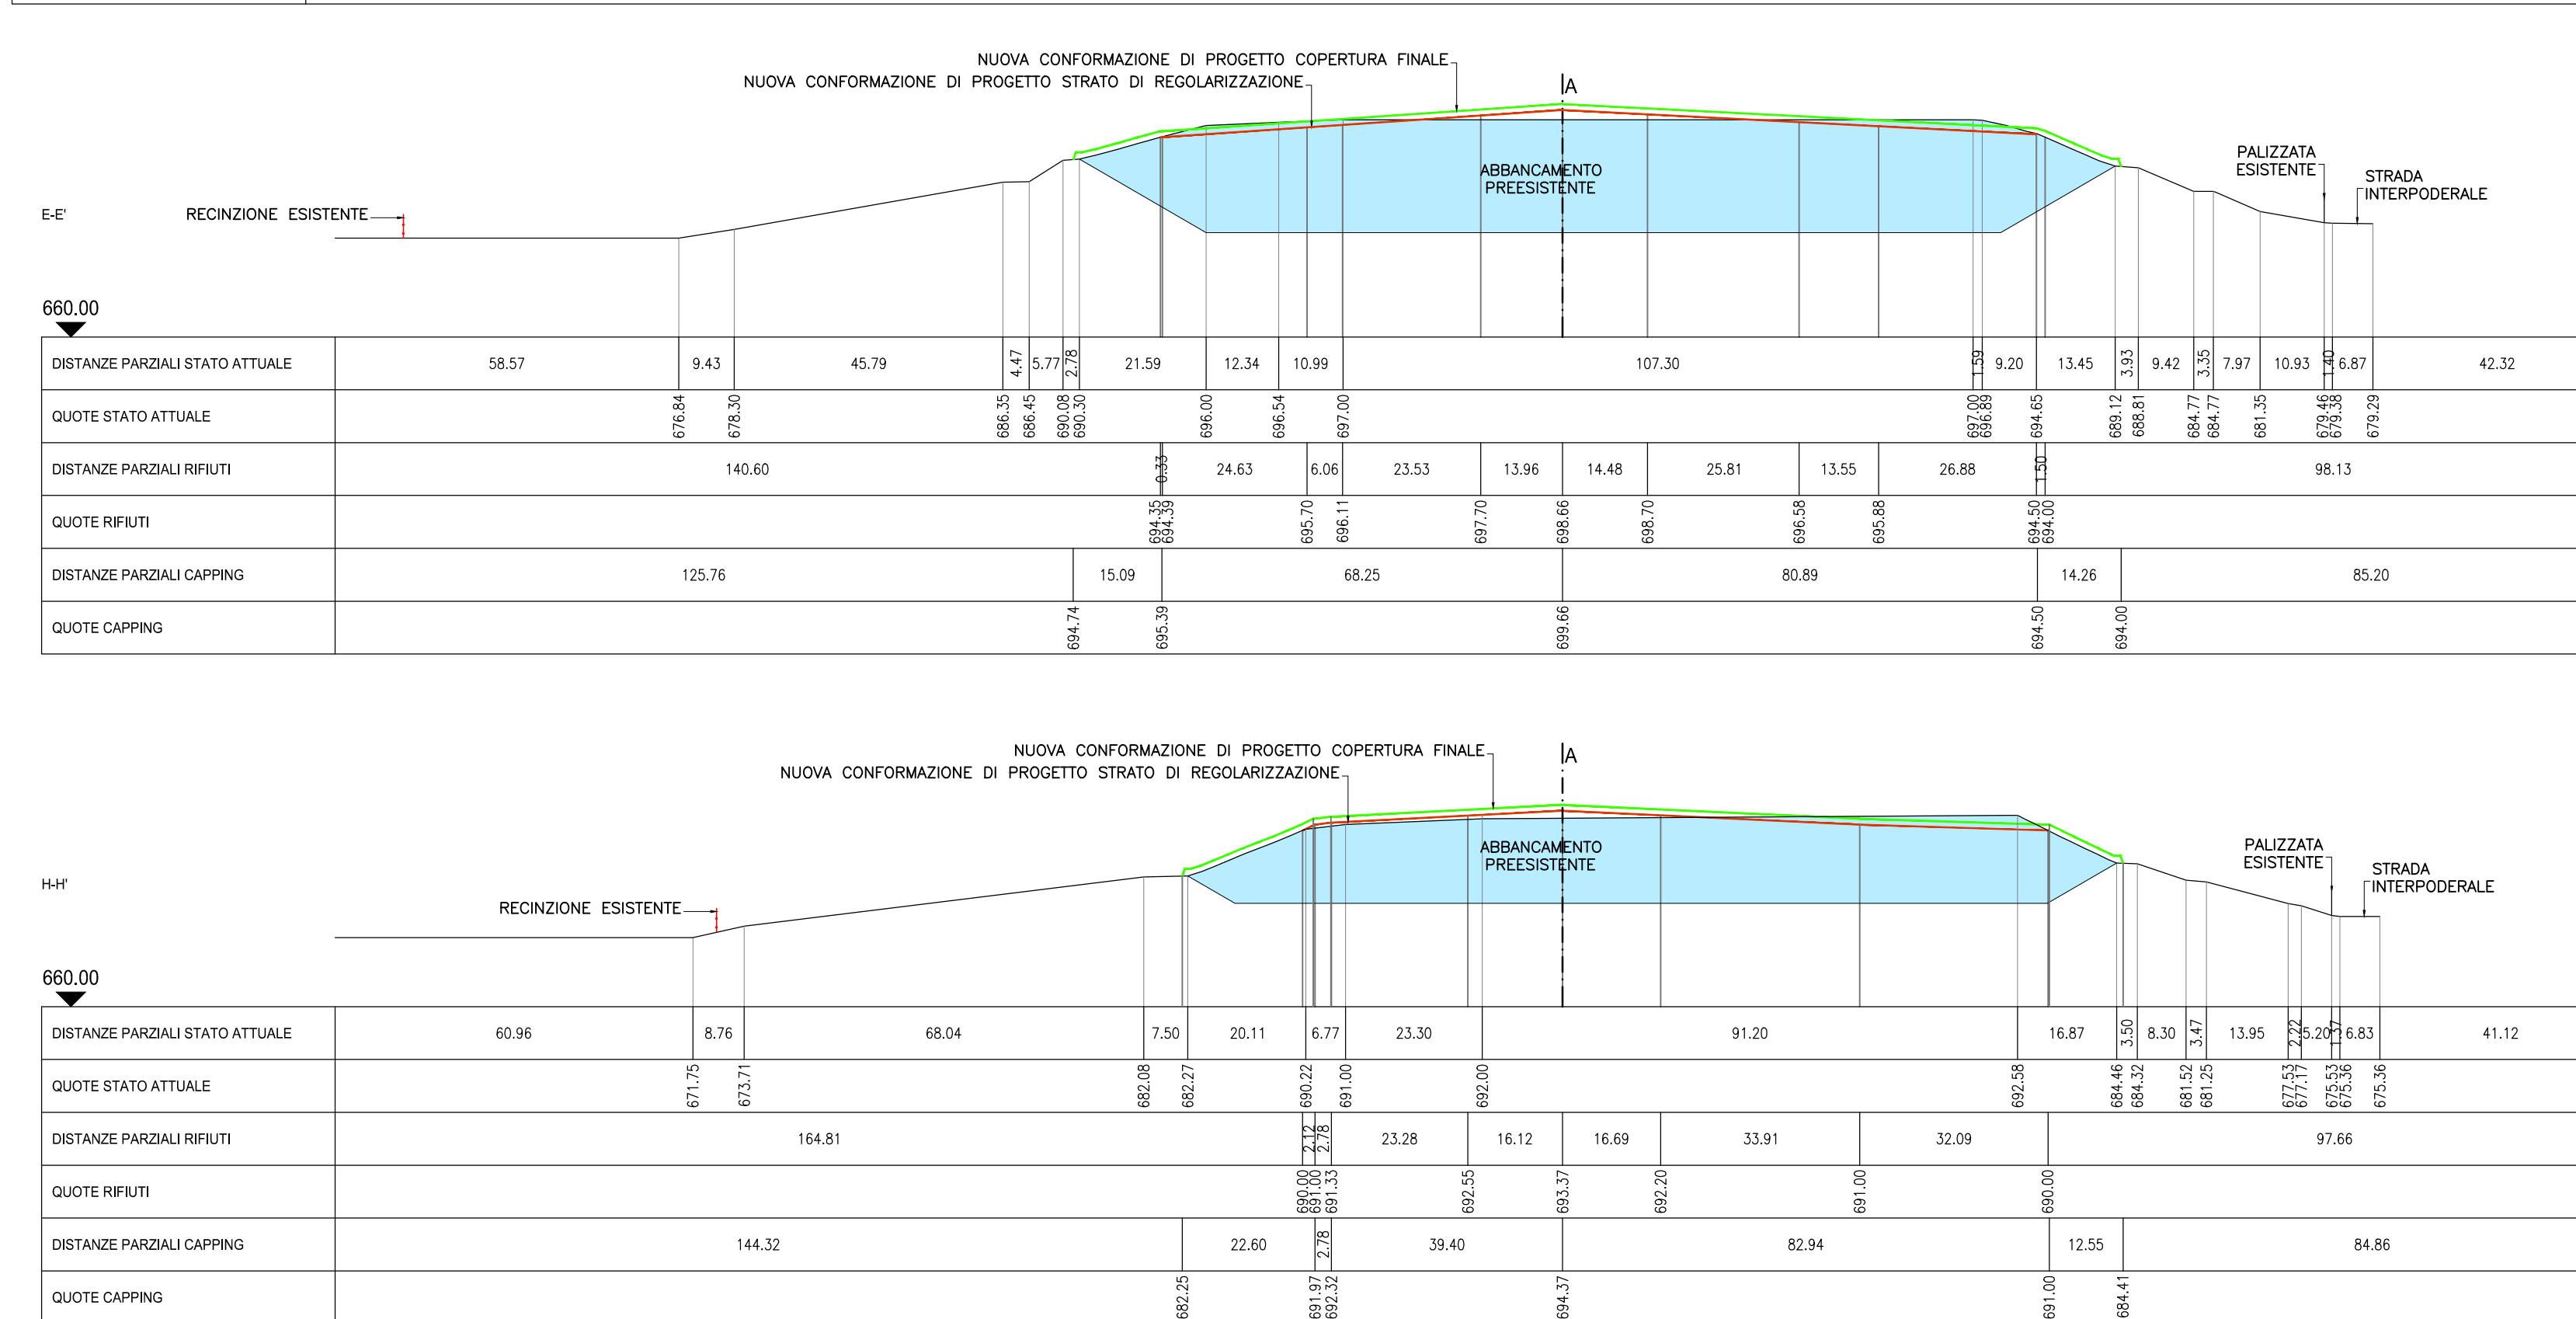 NUOVA CONFORMAZIONE DI PROGETTO COPERTURA FINALE
NUOVA CONFORMAZIONE DI PROGETTO STRATO DI REGOLARIZZAZIONE
A
ABBANCAMENTO
PREESISTENTE
PALIZZATA
ESISTENTE
STRADA
INTERPODERALE
E-E'
RECINZIONE ESISTENTE
660.00
DISTANZE PARZIALI STATO ATTUALE 58.57 9.43 45.79 4.47 5.77 2.78 21.59 12.34 10.99 107.30 1.59 9.20 13.45 3.93 9.42 3.35 7.97 10.93 1.40 6.87 42.32
QUOTE STATO ATTUALE 676.84 678.30 686.35 686.45 690.08 690.30 696.00 696.54 697.00 697.00 696.89 694.65 689.12 688.81 684.77 684.77 681.35 679.46 679.38 679.29
DISTANZE PARZIALI RIFIUTI 140.60 0.33 24.63 6.06 23.53 13.96 14.48 25.81 13.55 26.88 1.50 98.13
QUOTE RIFIUTI 694.35 694.39 695.70 696.11 697.70 698.66 698.70 696.58 695.88 694.50 694.00
DISTANZE PARZIALI CAPPING 125.76 15.09 68.25 80.89 14.26 85.20
QUOTE CAPPING 694.74 695.39 699.66 694.50 694.00
NUOVA CONFORMAZIONE DI PROGETTO COPERTURA FINALE
NUOVA CONFORMAZIONE DI PROGETTO STRATO DI REGOLARIZZAZIONE
A
ABBANCAMENTO
PREESISTENTE
PALIZZATA
ESISTENTE
STRADA
INTERPODERALE
H-H'
RECINZIONE ESISTENTE
660.00
DISTANZE PARZIALI STATO ATTUALE 60.96 8.76 68.04 7.50 20.11 6.77 23.30 91.20 16.87 3.50 8.30 3.47 13.95 2.22 5.20 1.37 6.83 41.12
QUOTE STATO ATTUALE 671.75 673.71 682.08 682.27 690.22 691.00 692.00 692.58 684.46 684.32 681.52 681.25 677.53 677.17 675.53 675.36 675.36
DISTANZE PARZIALI RIFIUTI 164.81 2.12 2.78 23.28 16.12 16.69 33.91 32.09 97.66
QUOTE RIFIUTI 690.00 691.00 691.33 692.55 693.37 692.20 691.00 690.00
DISTANZE PARZIALI CAPPING 144.32 22.60 2.78 39.40 82.94 12.55 84.86
QUOTE CAPPING 682.25 691.97 692.32 694.37 691.00 684.41